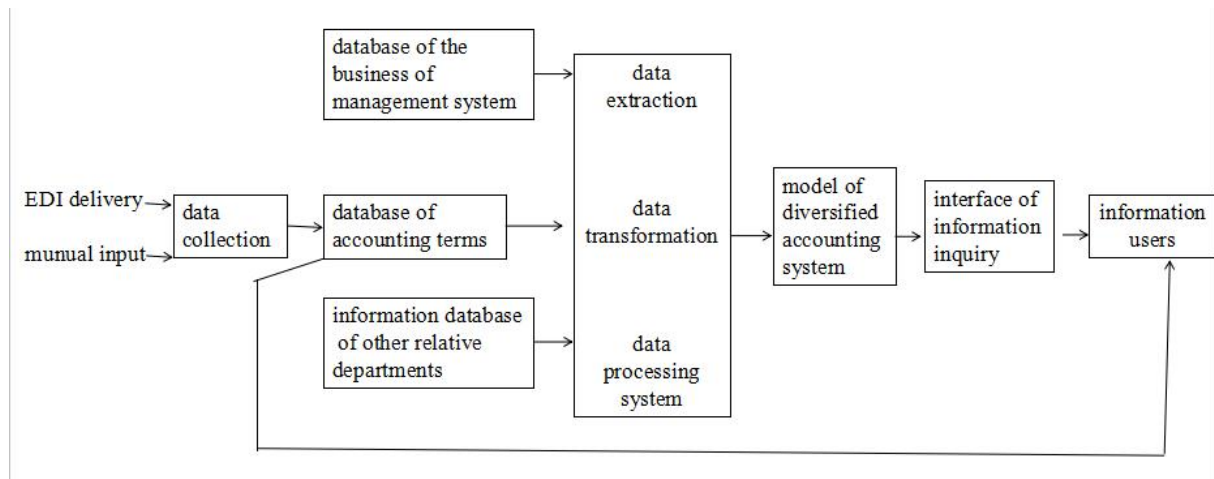 database of the
business of
management system
data
extraction
EDI delivery
munual input
data
collection
database of
accounting terms
data
transformation
model of
diversified
accounting
system
interface of
information
inquiry
information
users
information database
of other relative
departments
data
processing
system